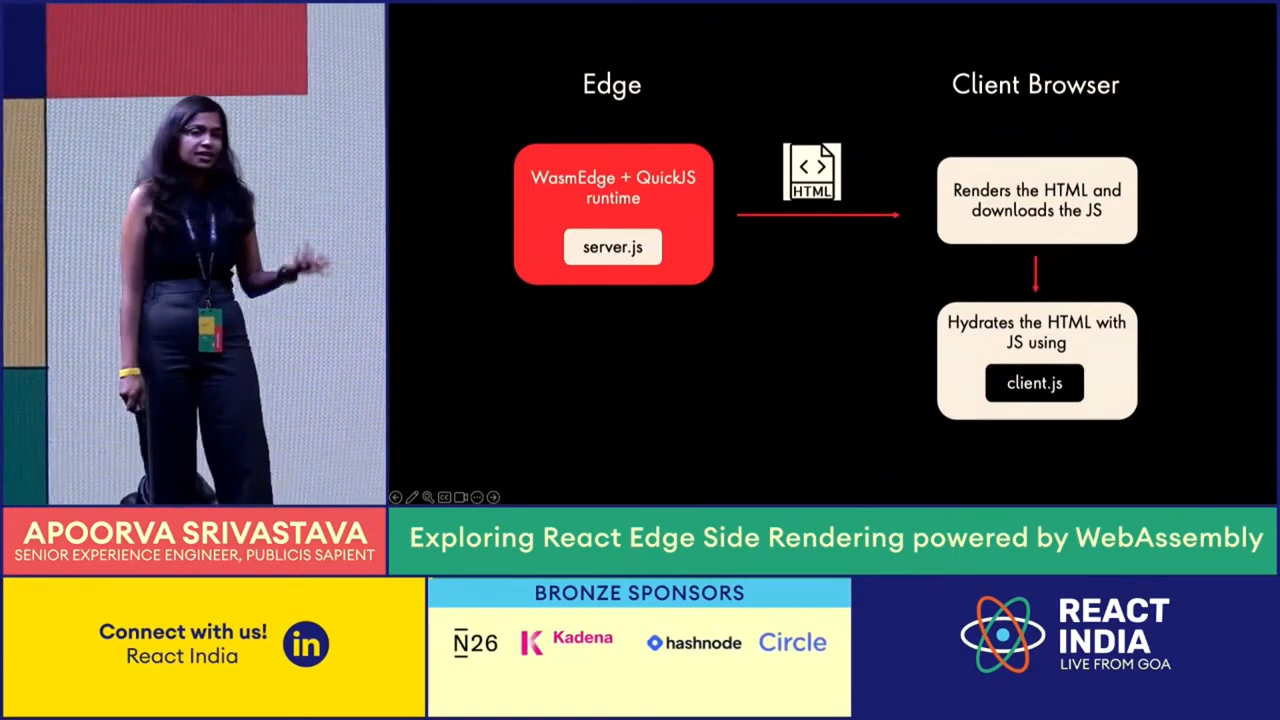 Edge
Client Browser
WasmEdge + QuickJS
runtime
server.js
HTML
Renders the HTML and
downloads the JS
Hydrates the HTML with
JS using
client.js
APOORVA SRIVASTAVA
SENIOR EXPERIENCE ENGINEER, PUBLICIS SAPIENT
Exploring React Edge Side Rendering powered by WebAssembly
Connect with us!
React India
in
BRONZE SPONSORS
N26
Kadena
hashnode
Circle
REACT
INDIA
LIVE FROM GOA